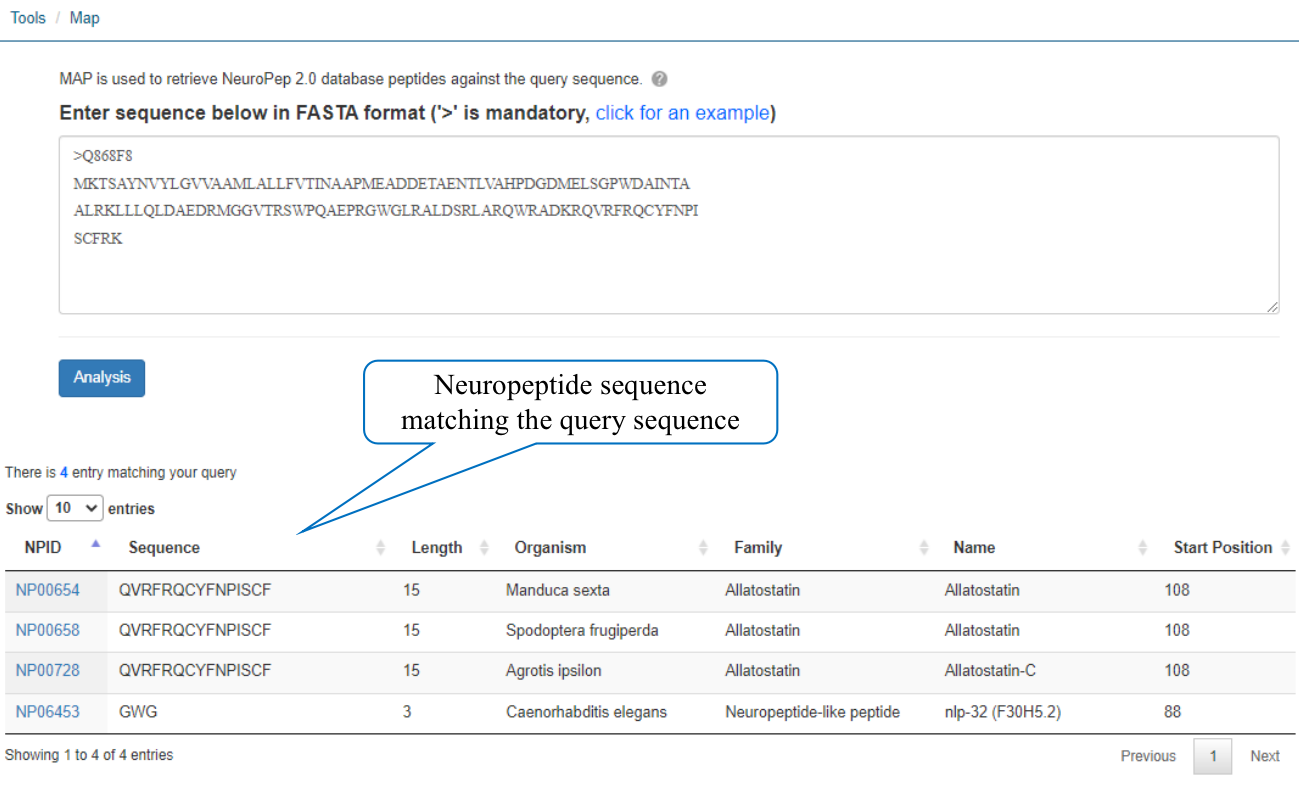 Tools / Map
MAP is used to retrieve NeuroPep 2.0 database peptides against the query sequence. ?
Enter sequence below in FASTA format ('>' is mandatory, click for an example)
>Q868F8
MKTSAYNVYLGVVAAMLALLFVTINAAPMEADDETAENTLVAHPDGDMELSGPWDAINTA
ALRKLLLQLDAEDRMGGVTRSWPQAEPRGWGLRALDSRLARQWRADKRQVRFRQCYFNPI
SCFRK
Analysis
Neuropeptide sequence
matching the query sequence
There is 4 entry matching your query
Show 10 entries
NPID Sequence Length Organism Family Name Start Position
NP00654 QVRFRQCYFNPISCF 15 Manduca sexta Allatostatin Allatostatin 108
NP00658 QVRFRQCYFNPISCF 15 Spodoptera frugiperda Allatostatin Allatostatin 108
NP00728 QVRFRQCYFNPISCF 15 Agrotis ipsilon Allatostatin Allatostatin-C 108
NP06453 GWG 3 Caenorhabditis elegans Neuropeptide-like peptide nlp-32 (F30H5.2) 88
Showing 1 to 4 of 4 entries Previous 1 Next